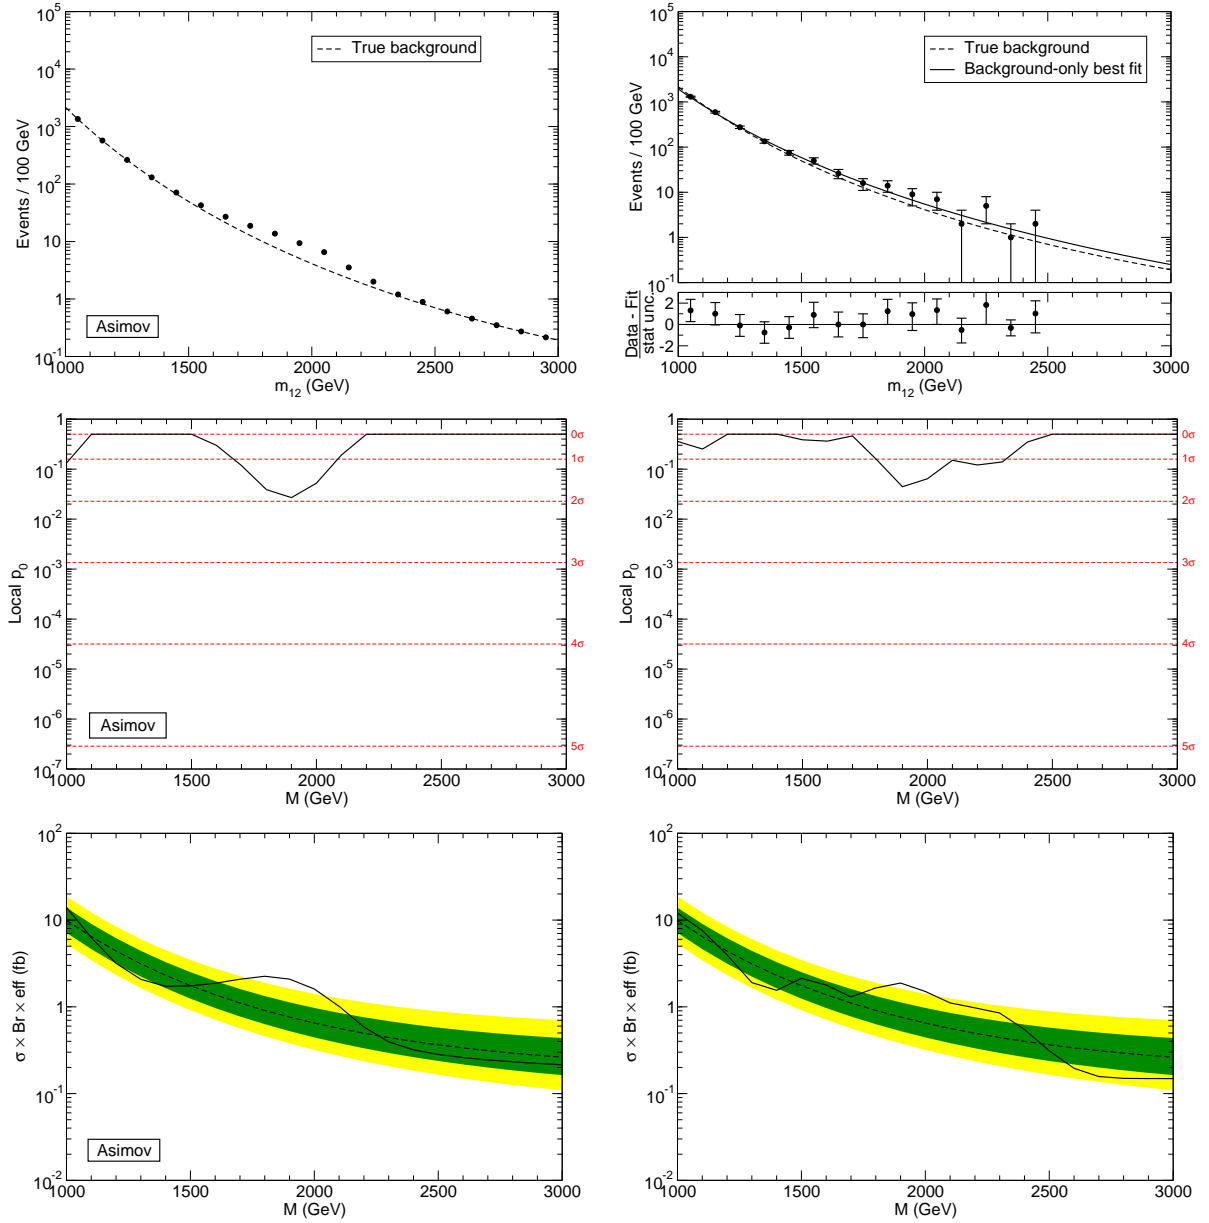 10^5
10^4
10^3
10^2
10
1
10^-1
Events / 100 GeV
True background
Asimov
1000 1500 2000 2500 3000
m_12 (GeV)
10^5
10^4
10^3
10^2
10
1
10^-1
Events / 100 GeV
True background
Background-only best fit
Data - Fit
stat unc.
2
0
-2
1000 1500 2000 2500 3000
m_12 (GeV)
1
10^-1
10^-2
10^-3
10^-4
10^-5
10^-6
10^-7
Local p_0
0σ
1σ
2σ
3σ
4σ
5σ
Asimov
1000 1500 2000 2500 3000
M (GeV)
1
10^-1
10^-2
10^-3
10^-4
10^-5
10^-6
10^-7
Local p_0
0σ
1σ
2σ
3σ
4σ
5σ
1000 1500 2000 2500 3000
M (GeV)
10^2
10
1
10^-1
10^-2
σ × Br × eff (fb)
Asimov
1000 1500 2000 2500 3000
M (GeV)
10^2
10
1
10^-1
10^-2
σ × Br × eff (fb)
1000 1500 2000 2500 3000
M (GeV)